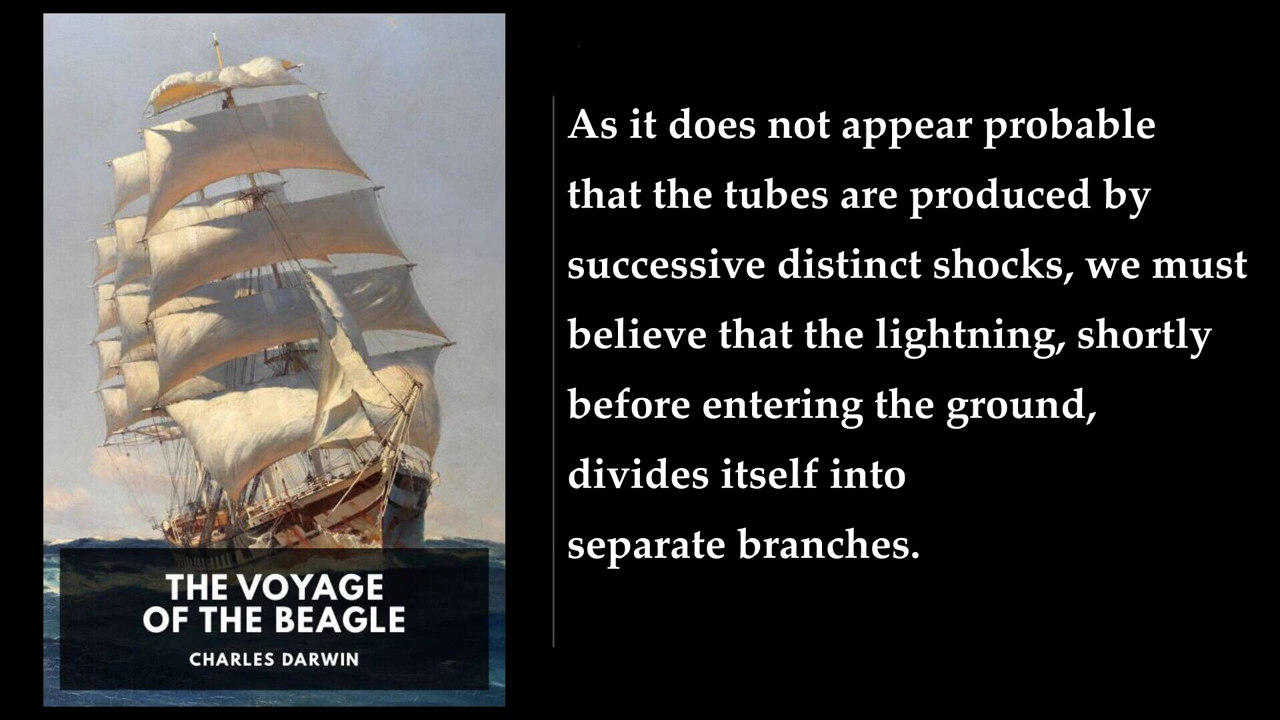 THE VOYAGE
OF THE BEAGLE
CHARLES DARWIN
As it does not appear probable
that the tubes are produced by
successive distinct shocks, we must
believe that the lightning, shortly
before entering the ground,
divides itself into
separate branches.